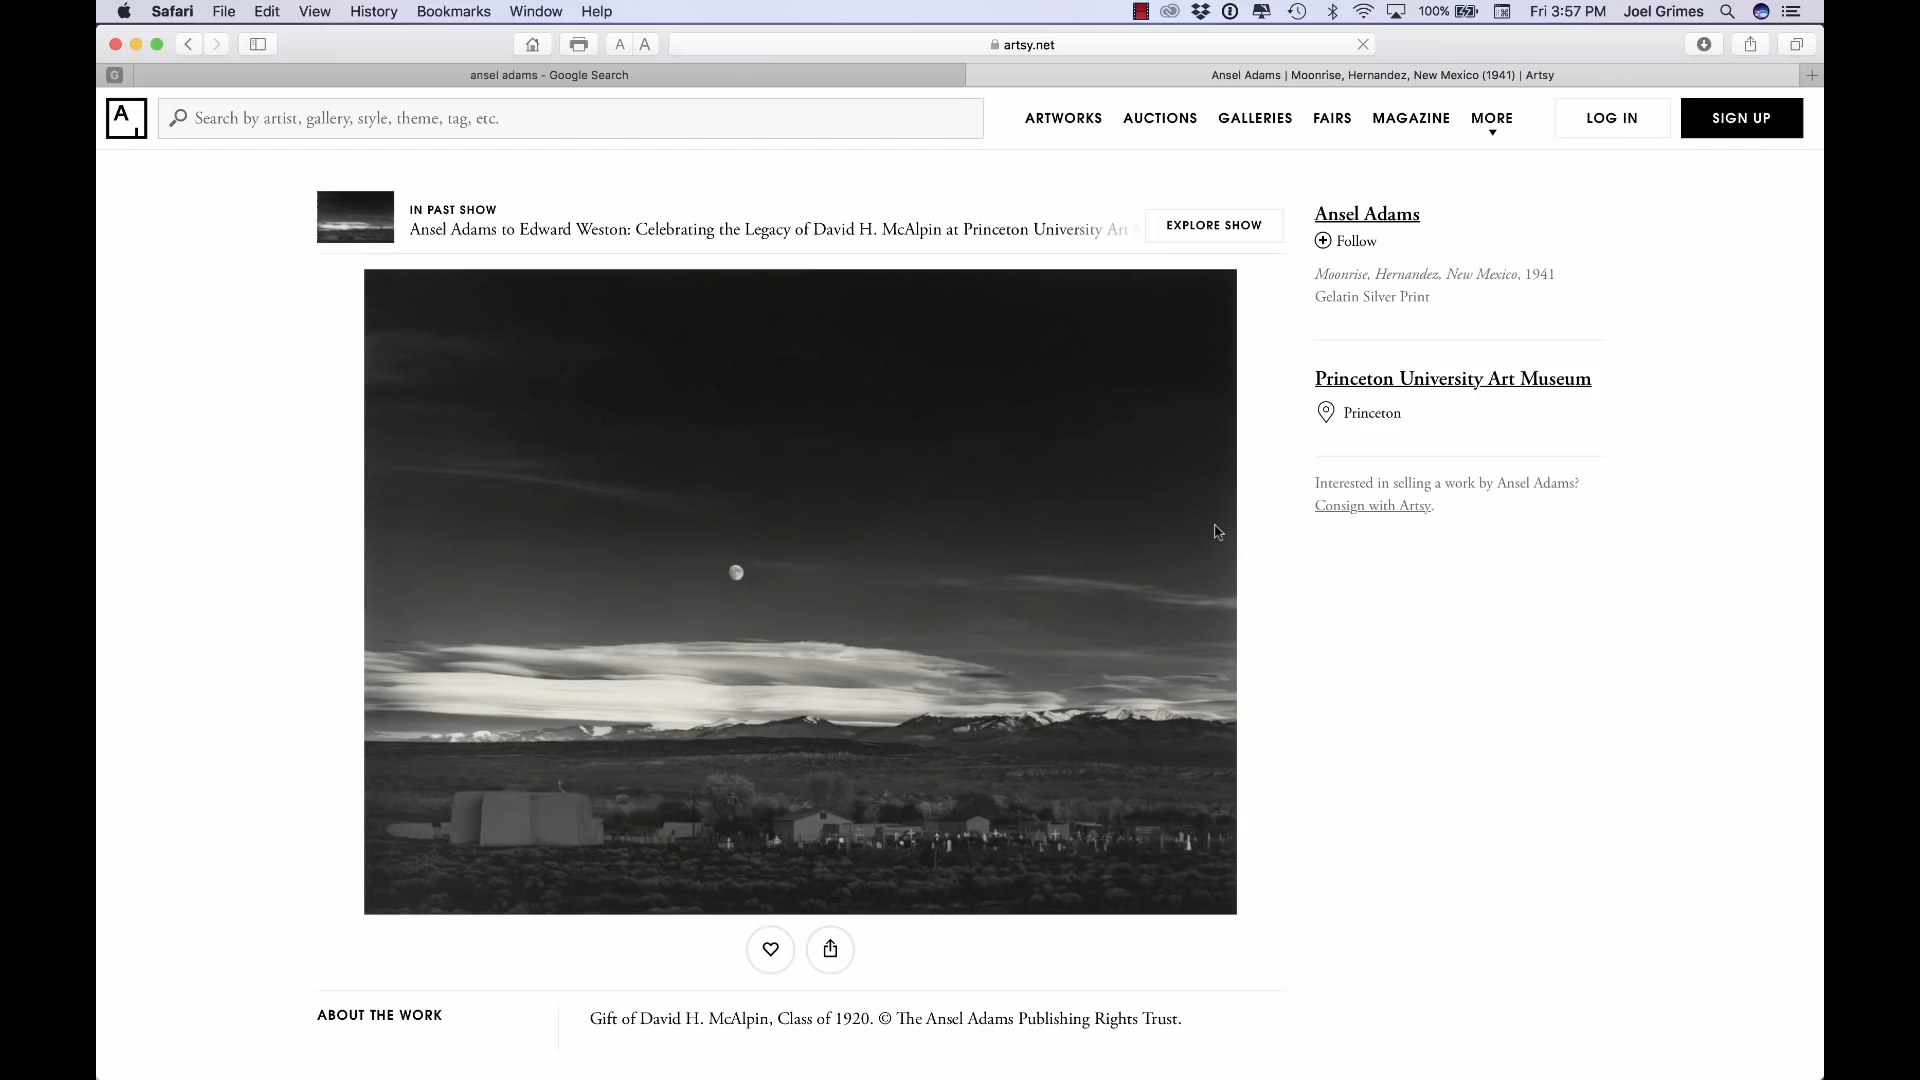 Safari File Edit View History Bookmarks Window Help 100% Fri 3:57 PM Joel Grimes
A A artsy.net
G ansel adams - Google Search Ansel Adams | Moonrise, Hernandez, New Mexico (1941) | Artsy
A Search by artist, gallery, style, theme, tag, etc. ARTWORKS AUCTIONS GALLERIES FAIRS MAGAZINE MORE LOG IN SIGN UP
IN PAST SHOW
Ansel Adams to Edward Weston: Celebrating the Legacy of David H. McAlpin at Princeton University Art
EXPLORE SHOW
Ansel Adams
Follow
Moonrise, Hernandez, New Mexico, 1941
Gelatin Silver Print
Princeton University Art Museum
Princeton
Interested in selling a work by Ansel Adams?
Consign with Artsy.
ABOUT THE WORK
Gift of David H. McAlpin, Class of 1920. © The Ansel Adams Publishing Rights Trust.